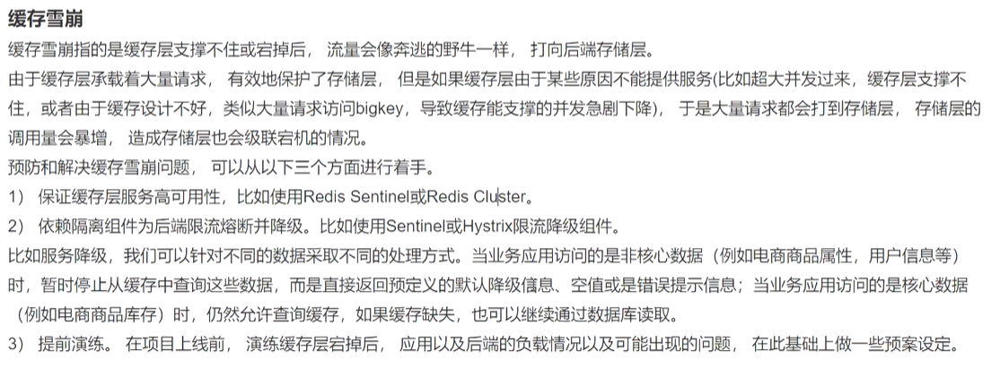 缓存雪崩
缓存雪崩指的是缓存层支撑不住或宕掉后， 流量会像奔逃的野牛一样， 打向后端存储层。
由于缓存层承载着大量请求， 有效地保护了存储层， 但是如果缓存层由于某些原因不能提供服务(比如超大并发过来，缓存层支撑不
住，或者由于缓存设计不好，类似大量请求访问bigkey，导致缓存能支撑的并发急剧下降)， 于是大量请求都会打到存储层， 存储层的
调用量会暴增， 造成存储层也会级联宕机的情况。
预防和解决缓存雪崩问题， 可以从以下三个方面进行着手。
1） 保证缓存层服务高可用性，比如使用Redis Sentinel或Redis Cluster。
2） 依赖隔离组件为后端限流熔断并降级。比如使用Sentinel或Hystrix限流降级组件。
比如服务降级，我们可以针对不同的数据采取不同的处理方式。当业务应用访问的是非核心数据（例如电商商品属性，用户信息等）
时，暂时停止从缓存中查询这些数据，而是直接返回预定义的默认降级信息、空值或是错误提示信息；当业务应用访问的是核心数据
（例如电商商品库存）时，仍然允许查询缓存，如果缓存缺失，也可以继续通过数据库读取。
3） 提前演练。 在项目上线前， 演练缓存层宕掉后， 应用以及后端的负载情况以及可能出现的问题， 在此基础上做一些预案设定。